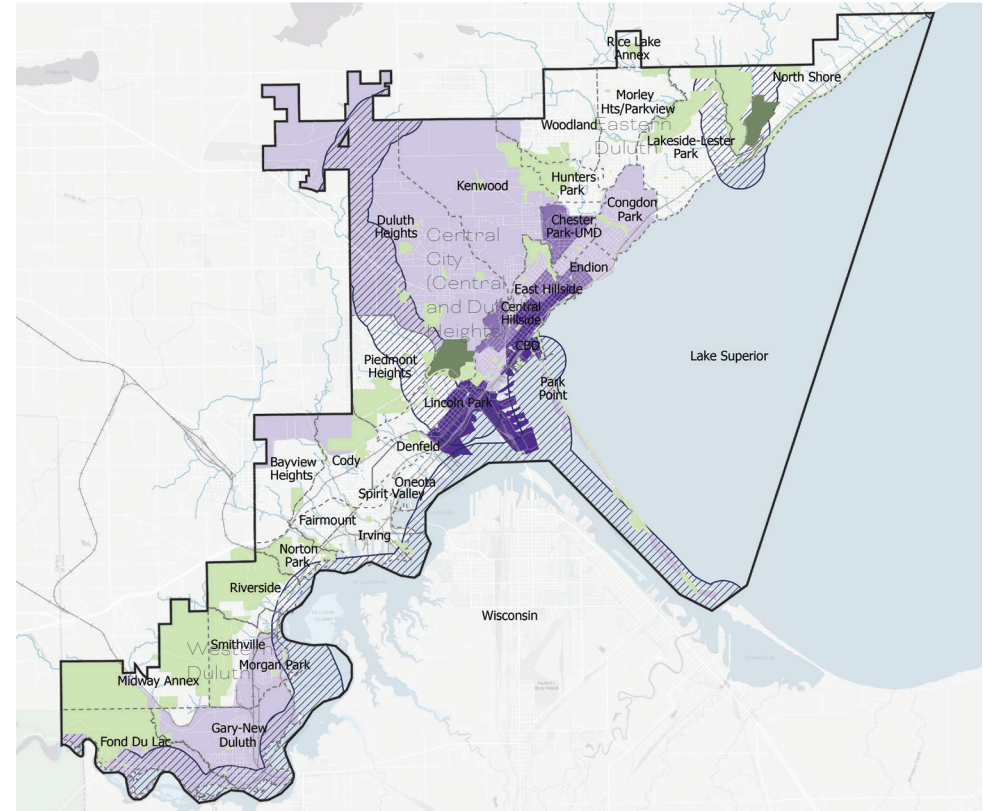 Rice Lake
Annex
North Shore
Morley
Hts/Parkview
Woodland
Eastern
Duluth
Lakeside-Lester
Park
Hunters
Park
Kenwood
Congdon
Park
Duluth
Heights
Chester
Park-UMD
Central
City
(Central
and Dul
Heights)
Endion
East Hillside
Central
Hillside
CBD
Lake Superior
Piedmont
Heights
Park
Point
Lincoln Park
Denfeld
Bayview
Heights
Cody
Oneota
Spirit Valley
Fairmount
Irving
Norton
Park
Riverside
Wisconsin
Smithville
Weste
Duluth
Morgan Park
Midway Annex
Gary-New
Duluth
Fond Du Lac